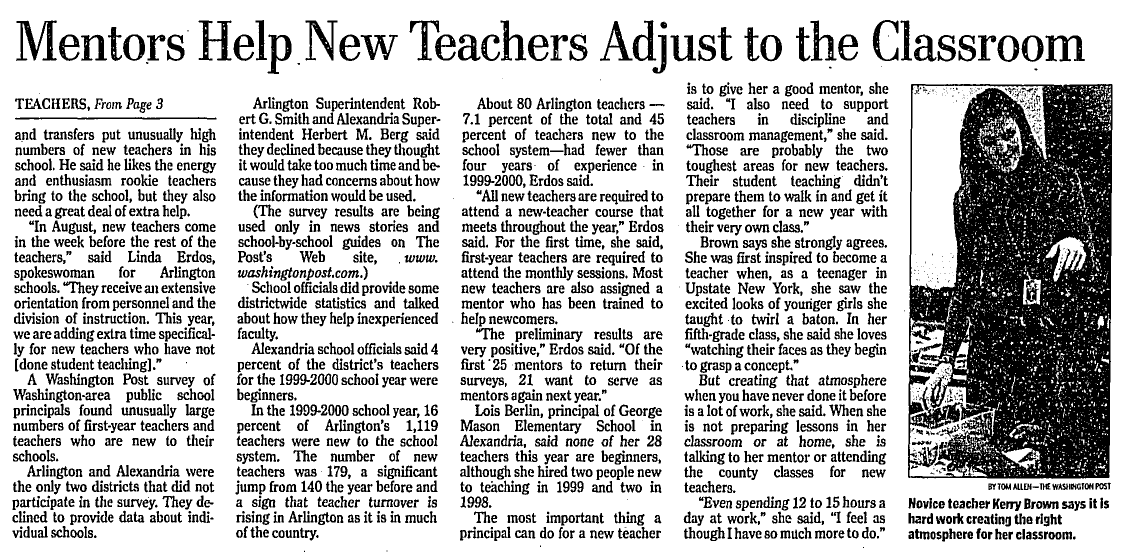 Mentors Help New Teachers Adjust to the Classroom
TEACHERS, From Page 3
and transfers put unusually high
numbers of new teachers in his
school. He said he likes the energy
and enthusiasm rookie teachers
bring to the school, but they also
need a great deal of extra help.
"In August, new teachers come
in the week before the rest of the
teachers," said Linda Erdos,
spokeswoman for Arlington
schools. "They receive an extensive
orientation from personnel and the
division of instruction. This year,
we are adding extra time specifical-
ly for new teachers who have not
[done student teaching]."
A Washington Post survey of
Washington-area public school
principals found unusually large
numbers of first-year teachers and
teachers who are new to their
schools.
Arlington and Alexandria were
the only two districts that did not
participate in the survey. They de-
clined to provide data about indi-
vidual schools.
Arlington Superintendent Rob-
ert G. Smith and Alexandria Super-
intendent Herbert M. Berg said
they declined because they thought
it would take too much time and be-
cause they had concerns about how
the information would be used.
(The survey results are being
used only in news stories and
school-by-school guides on The
Post's Web site, www.
washingtonpost.com.)
School officials did provide some
districtwide statistics and talked
about how they help inexperienced
faculty.
Alexandria school officials said 4
percent of the district's teachers
for the 1999-2000 school year were
beginners.
In the 1999-2000 school year, 16
percent of Arlington's 1,119
teachers were new to the school
system. The number of new
teachers was 179, a significant
jump from 140 the year before and
a sign that teacher turnover is
rising in Arlington as it is in much
of the country.
About 80 Arlington teachers —
7.1 percent of the total and 45
percent of teachers new to the
school system—had fewer than
four years of experience in
1999-2000, Erdos said.
"All new teachers are required to
attend a new-teacher course that
meets throughout the year," Erdos
said. For the first time, she said,
first-year teachers are required to
attend the monthly sessions. Most
new teachers are also assigned a
mentor who has been trained to
help newcomers.
"The preliminary results are
very positive," Erdos said. "Of the
first 25 mentors to return their
surveys, 21 want to serve as
mentors again next year."
Lois Berlin, principal of George
Mason Elementary School in
Alexandria, said none of her 28
teachers this year are beginners,
although she hired two people new
to teaching in 1999 and two in
1998.
The most important thing a
principal can do for a new teacher
is to give her a good mentor, she
said. "I also need to support
teachers in discipline and
classroom management," she said.
"Those are probably the two
toughest areas for new teachers.
Their student teaching didn't
prepare them to walk in and get it
all together for a new year with
their very own class."
Brown says she strongly agrees.
She was first inspired to become a
teacher when, as a teenager in
Upstate New York, she saw the
excited looks of younger girls she
taught to twirl a baton. In her
fifth-grade class, she said she loves
"watching their faces as they begin
to grasp a concept."
But creating that atmosphere
when you have never done it before
is a lot of work, she said. When she
is not preparing lessons in her
classroom or at home, she is
talking to her mentor or attending
the county classes for new
teachers.
"Even spending 12 to 15 hours a
day at work," she said, "I feel as
though I have so much more to do."
BY TOM ALLEN—THE WASHINGTON POST
Novice teacher Kerry Brown says it is
hard work creating the right
atmosphere for her classroom.